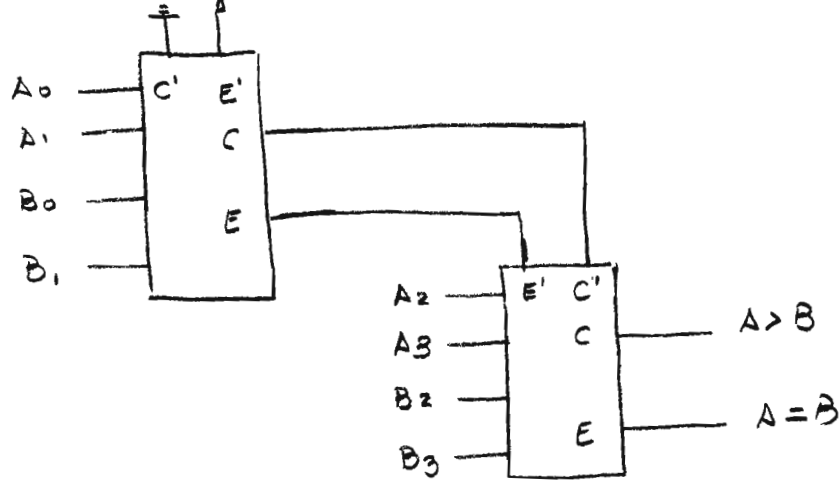 A0 C' E'
A1 C
B0
E
B1
A2 E' C'
A3 C A > B
B2
E A = B
B3